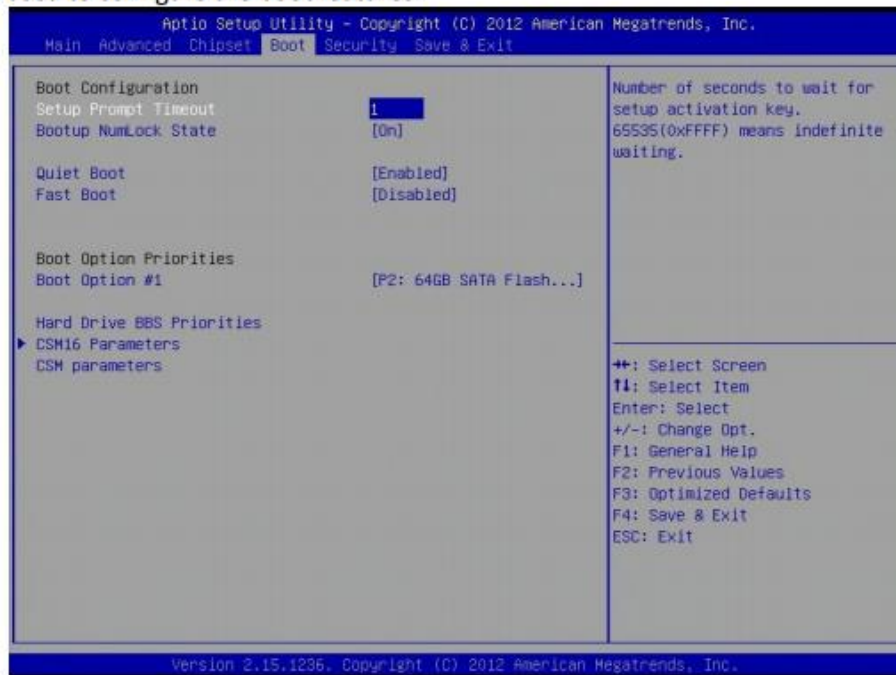 Aptio Setup Utility – Copyright (C) 2012 American Megatrends, Inc.
Main Advanced Chipset Boot Security Save & Exit
Boot Configuration
Setup Prompt Timeout 1
Bootup NumLock State [On]
Quiet Boot [Enabled]
Fast Boot [Disabled]
Boot Option Priorities
Boot Option #1 [P2: 64GB SATA Flash...]
Hard Drive BBS Priorities
CSM16 Parameters
CSM parameters
Number of seconds to wait for
setup activation key.
65535(0xFFFF) means indefinite
waiting.
→←: Select Screen
↑↓: Select Item
Enter: Select
+/-: Change Opt.
F1: General Help
F2: Previous Values
F3: Optimized Defaults
F4: Save & Exit
ESC: Exit
Version 2.15.1236. Copyright (C) 2012 American Megatrends, Inc.